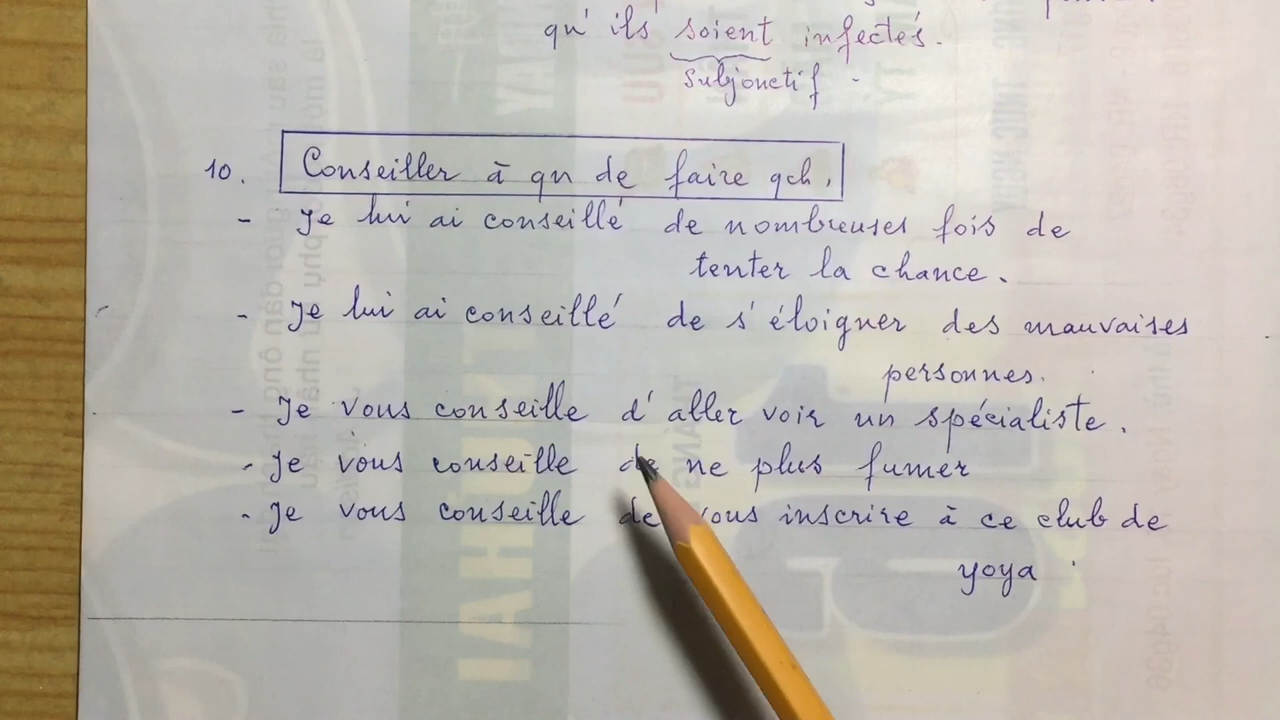 qu'ils soient infectés.
subjonctif
10. Conseiller à qn de faire qch.
- Je lui ai conseillé de nombreuses fois de
tenter la chance.
- Je lui ai conseillé de s'éloigner des mauvaises
personnes.
- Je vous conseille d'aller voir un spécialiste.
- Je vous conseille de ne plus fumer
- Je vous conseille de vous inscrire à ce club de
yoya.